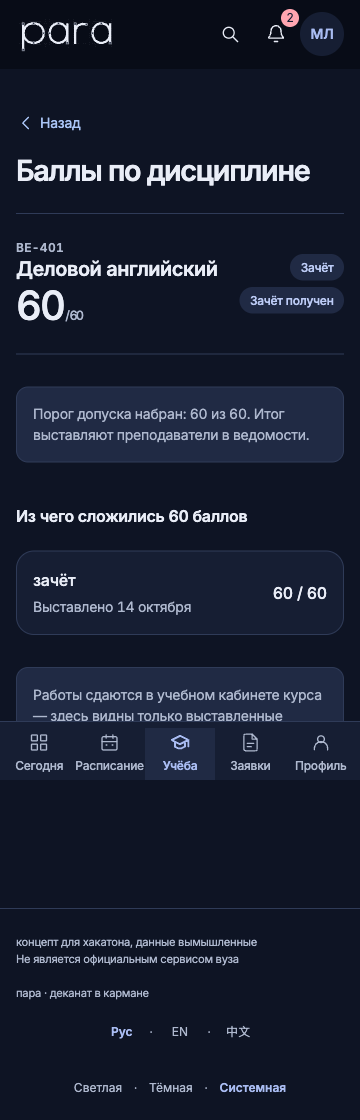 para
2
МЛ
Назад
Баллы по дисциплине
BE-401
Деловой английский
Зачёт
60/60
Зачёт получен
Порог допуска набран: 60 из 60. Итог
выставляют преподаватели в ведомости.
Из чего сложились 60 баллов
зачёт
Выставлено 14 октября
60 / 60
Работы сдаются в учебном кабинете курса
— здесь видны только выставленные
Сегодня
Расписание
Учёба
Заявки
Профиль
концепт для хакатона, данные вымышленные
Не является официальным сервисом вуза
пара · деканат в кармане
Рус · EN · 中文
Светлая · Тёмная · Системная